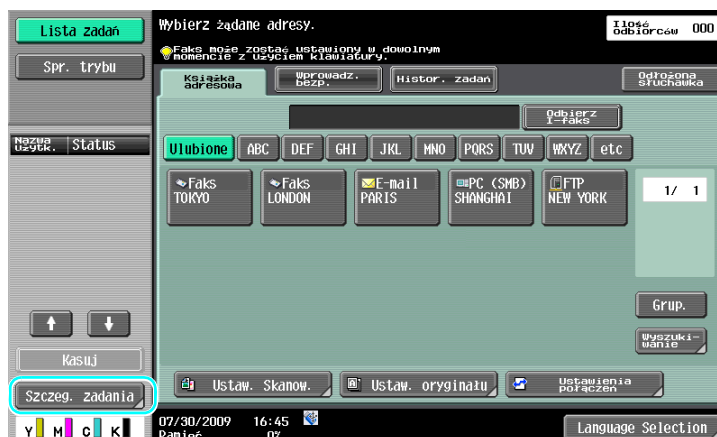 Lista zadań
Spr. trybu
Nazwa użytk.
Status
Kasuj
Szczeg. zadania
Y M C K
Wybierz żądane adresy.
Faks może zostać ustawiony w dowolnym
momencie z użyciem klawiatury.
Ilość odbiorców 000
Książka adresowa
Wprowadz. bezp.
Histor. zadań
Odłożona słuchawka
Odbierz I-faks
Ulubione ABC DEF GHI JKL MNO PQRS TUV WXYZ etc
Faks TOKYO
Faks LONDON
E-mail PARIS
PC (SMB) SHANGHAI
FTP NEW YORK
1/ 1
Grup.
Wyszuki-
wanie
Ustaw. Skanow.
Ustaw. oryginału
Ustawienia połączeń
07/30/2009 16:45
Pamięć 0%
Language Selection